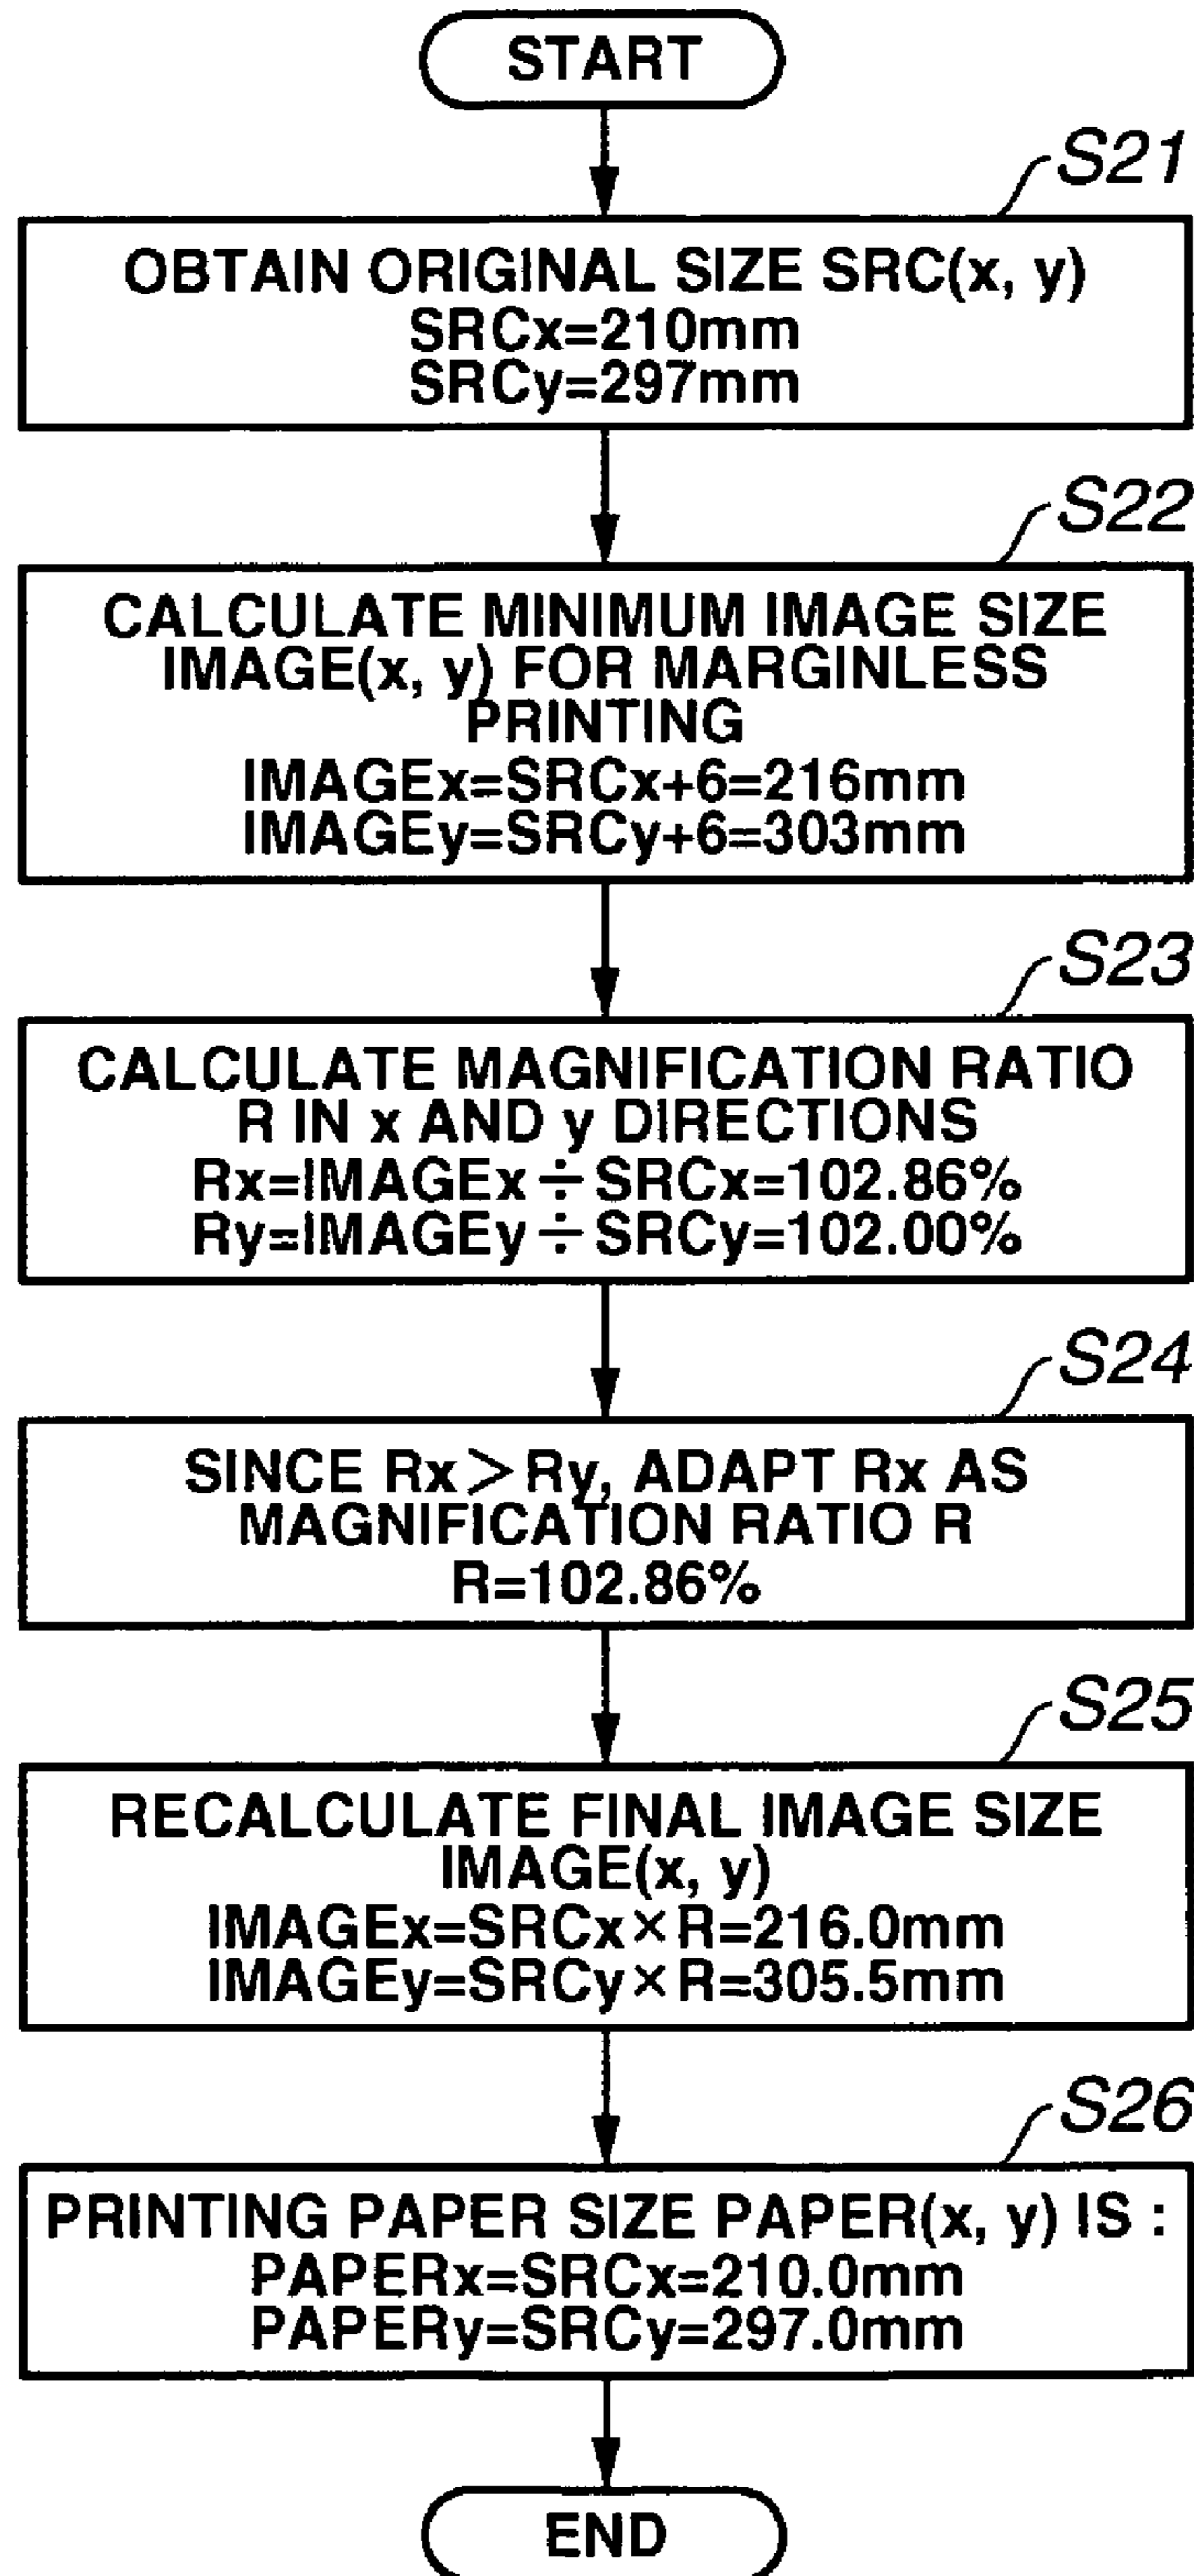 START
S21
OBTAIN ORIGINAL SIZE SRC(x, y)
SRCx=210mm
SRCy=297mm
S22
CALCULATE MINIMUM IMAGE SIZE
IMAGE(x, y) FOR MARGINLESS
PRINTING
IMAGEx=SRCx+6=216mm
IMAGEy=SRCy+6=303mm
S23
CALCULATE MAGNIFICATION RATIO
R IN x AND y DIRECTIONS
Rx=IMAGEx÷SRCx=102.86%
Ry=IMAGEy÷SRCy=102.00%
S24
SINCE Rx>Ry, ADAPT Rx AS
MAGNIFICATION RATIO R
R=102.86%
S25
RECALCULATE FINAL IMAGE SIZE
IMAGE(x, y)
IMAGEx=SRCx×R=216.0mm
IMAGEy=SRCy×R=305.5mm
S26
PRINTING PAPER SIZE PAPER(x, y) IS :
PAPERx=SRCx=210.0mm
PAPERy=SRCy=297.0mm
END